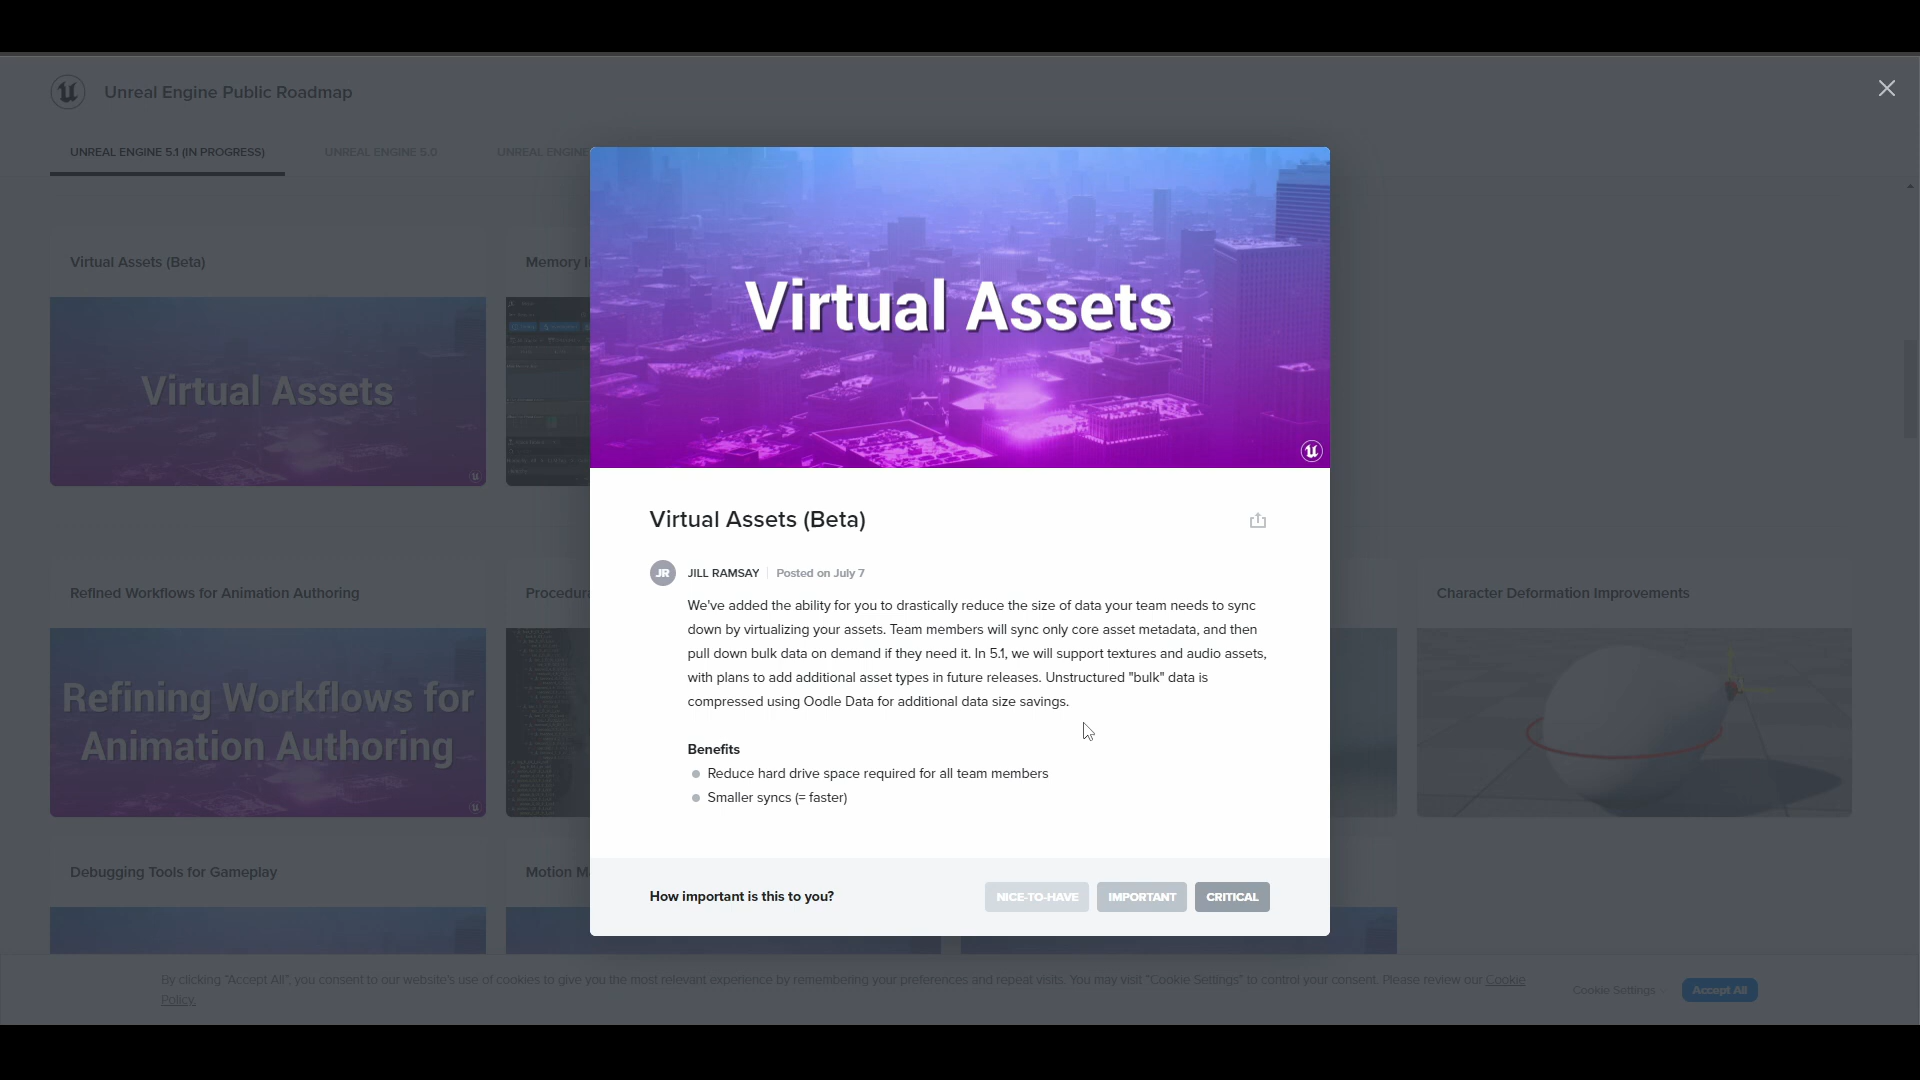 Unreal Engine Public Roadmap
UNREAL ENGINE 5.1 (IN PROGRESS)
UNREAL ENGINE 5.0
UNREAL ENGINE
Virtual Assets (Beta)
Memory
Virtual Assets
Virtual Assets
Virtual Assets (Beta)
JR
JILL RAMSAY
Posted on July 7
We've added the ability for you to drastically reduce the size of data your team needs to sync
down by virtualizing your assets. Team members will sync only core asset metadata, and then
pull down bulk data on demand if they need it. In 5.1, we will support textures and audio assets,
with plans to add additional asset types in future releases. Unstructured "bulk" data is
compressed using Oodle Data for additional data size savings.
Benefits
Reduce hard drive space required for all team members
Smaller syncs (= faster)
How important is this to you?
NICE-TO-HAVE
IMPORTANT
CRITICAL
Refined Workflows for Animation Authoring
Character Deformation Improvements
Refining Workflows for
Animation Authoring
Debugging Tools for Gameplay
Motion
By clicking "Accept All", you consent to our website's use of cookies to give you the most relevant experience by remembering your preferences and repeat visits. You may visit "Cookie Settings" to control your consent. Please review our Cookie
Policy.
Cookie Settings
Accept All